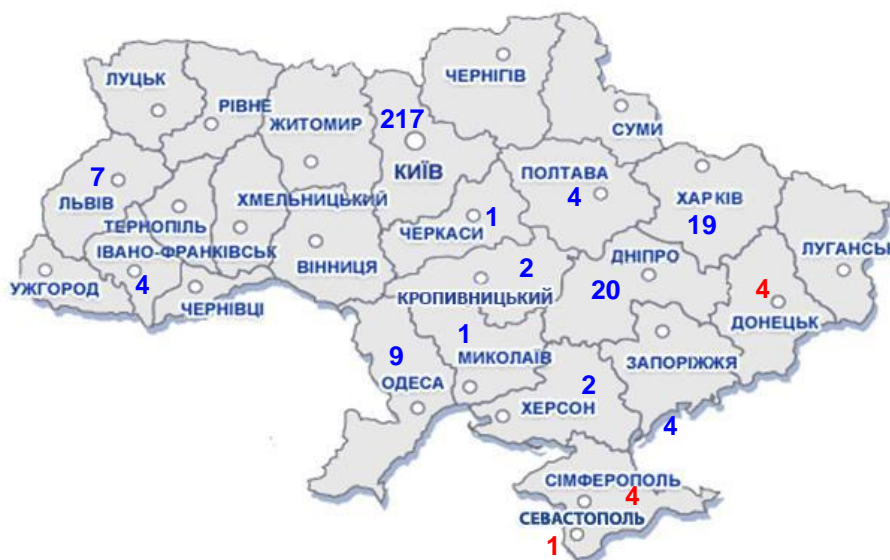 ЧЕРНІГІВ
ЛУЦЬК
РІВНЕ
ЖИТОМИР
217
СУМИ
КИЇВ
ПОЛТАВА
4
ХАРКІВ
19
7
ЛЬВІВ
ХМЕЛЬНИЦЬКИЙ
ТЕРНОПІЛЬ
ЧЕРКАСИ
1
ІВАНО-ФРАНКІВСЬК
4
ВІННИЦЯ
2
ДНІПРО
20
ЛУГАНСЬ
УЖГОРОД
ЧЕРНІВЦІ
КРОПИВНИЦЬКИЙ
4
ДОНЕЦЬК
1
МИКОЛАЇВ
9
ОДЕСА
ЗАПОРІЖЖЯ
2
ХЕРСОН
4
СІМФЕРОПОЛЬ
4
СЕВАСТОПОЛЬ
1